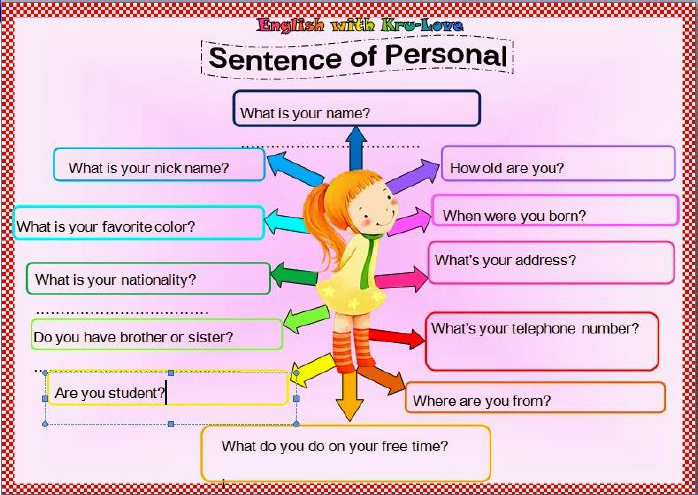 English with Kru-Love
Sentence of Personal
What is your name?
What is your nick name?
How old are you?
What is your favorite color?
When were you born?
What is your nationality?
What's your address?
Do you have brother or sister?
What's your telephone number?
Are you student?
Where are you from?
What do you do on your free time?